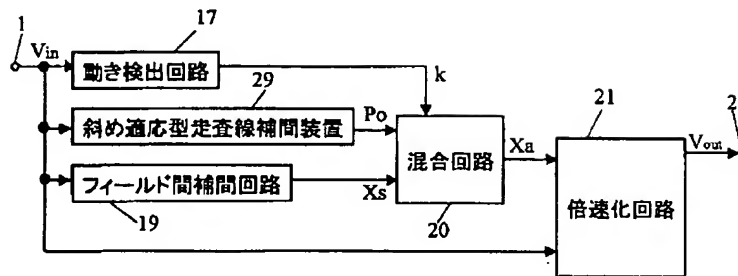 1
Vin
17
動き検出回路
k
29
斜め適応型走査線補間装置
Po
フィールド間補間回路
19
Xs
混合回路
20
Xa
21
倍速化回路
Vout
2